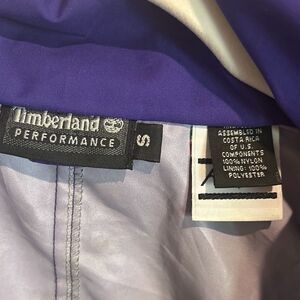 Timberland
PERFORMANCE
S
ASSEMBLED IN
COSTA RICA
OF U.S.
COMPONENTS
100% NYLON
LINING: 100%
POLYESTER